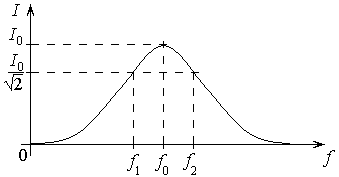 I
I₀
I₀
√2
0
f₁ f₀ f₂ f